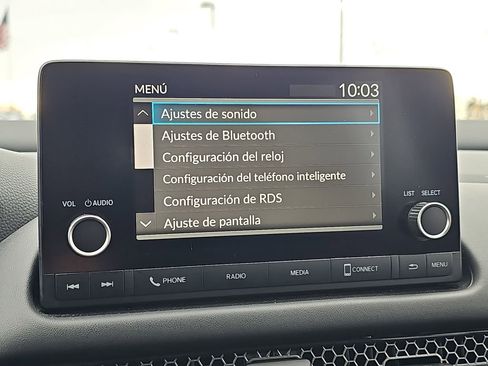 MENÚ 10:03
Ajustes de sonido
Ajustes de Bluetooth
Configuración del reloj
Configuración del teléfono inteligente
Configuración de RDS
Ajuste de pantalla
VOL AUDIO
LIST SELECT
PHONE RADIO MEDIA CONNECT MENU